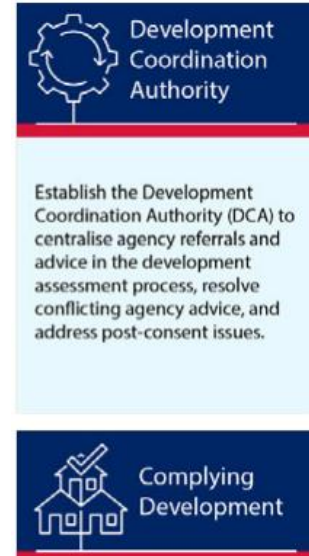 Development
Coordination
Authority
Establish the Development
Coordination Authority (DCA) to
centralise agency referrals and
advice in the development
assessment process, resolve
conflicting agency advice, and
address post-consent issues.
Complying
Development